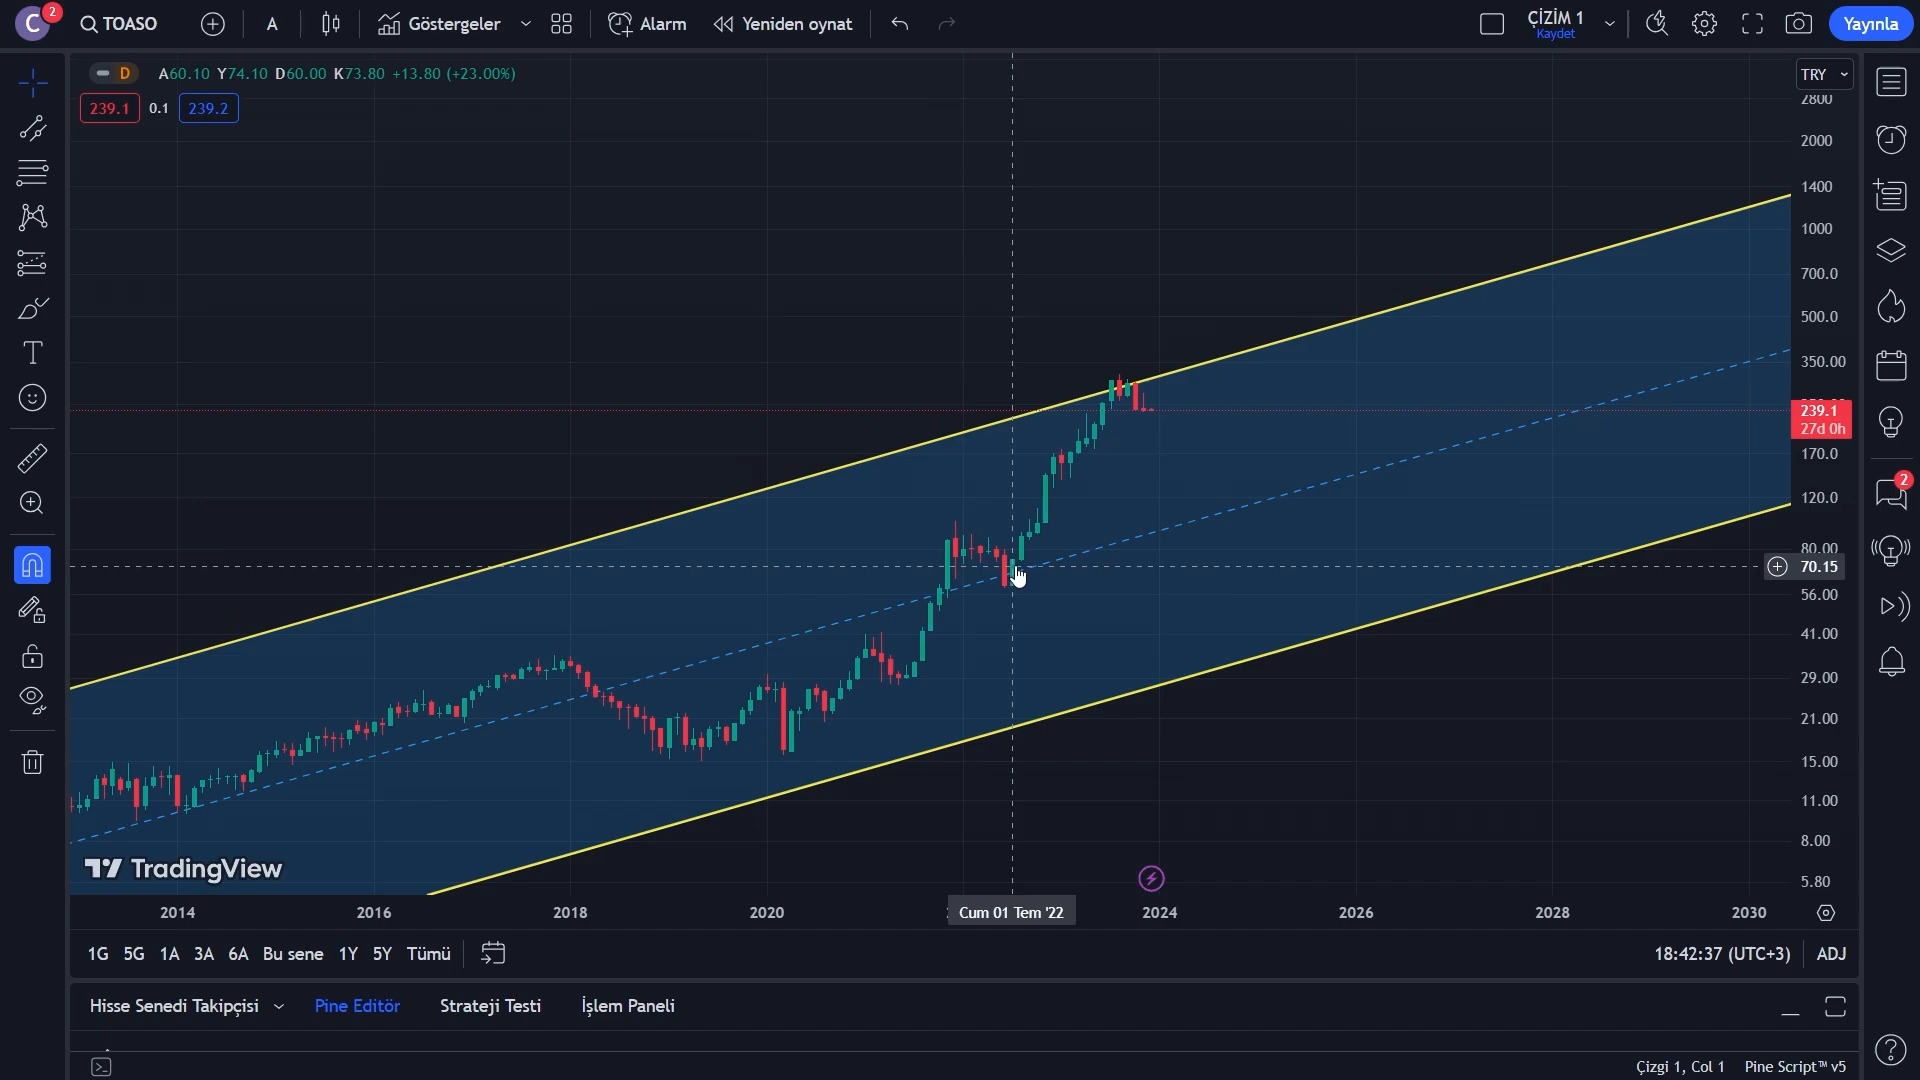 C
2
TOASO
A
Göstergeler
Alarm
Yeniden oynat
ÇİZİM 1
Kaydet
Yayınla
D
A60.10 Y74.10 D60.00 K73.80 +13.80 (+23.00%)
239.1
0.1
239.2
TRY
2800
2000
1400
1000
700.0
500.0
350.00
239.1
27d 0h
170.0
120.0
80.00
70.15
56.00
41.00
29.00
21.00
15.00
11.00
8.00
5.80
2
TradingView
2014
2016
2018
2020
Cum 01 Tem '22
2024
2026
2028
2030
1G 5G 1A 3A 6A Bu sene 1Y 5Y Tümü
18:42:37 (UTC+3)
ADJ
Hisse Senedi Takipçisi
Pine Editör
Strateji Testi
İşlem Paneli
Çizgi 1, Col 1
Pine Script™ v5